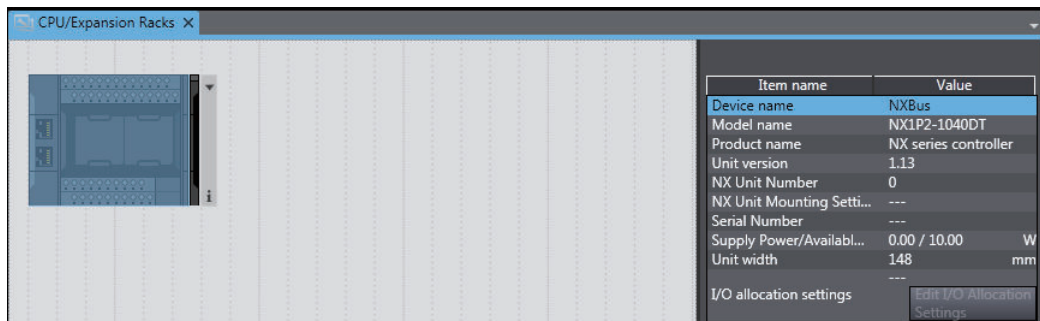 CPU/Expansion Racks X
Item name Value
Device name NXBus
Model name NX1P2-1040DT
Product name NX series controller
Unit version 1.13
NX Unit Number 0
NX Unit Mounting Setti... ---
Serial Number ---
Supply Power/Availabl... 0.00 / 10.00 W
Unit width 148 mm
---
I/O allocation settings Edit I/O Allocation
Settings
i